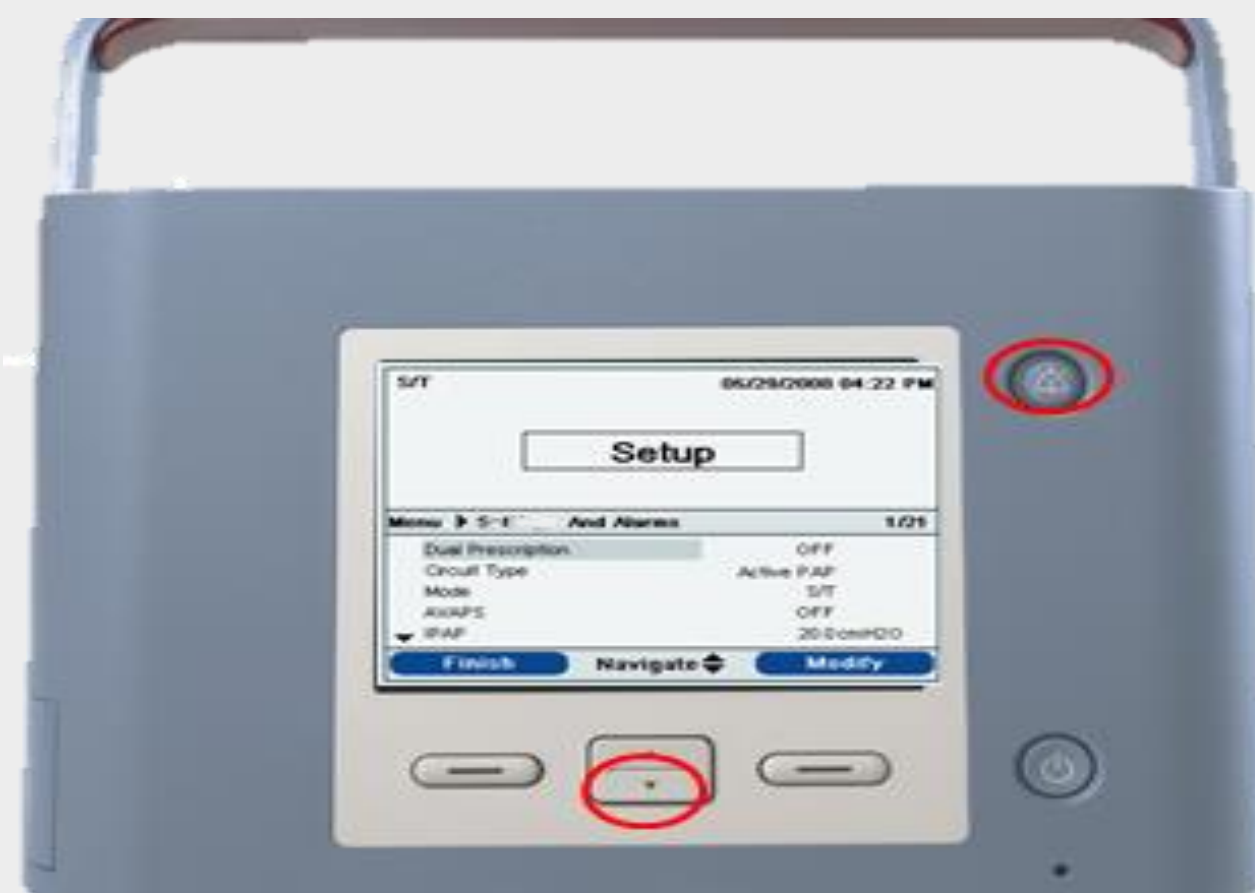 S/T 06/29/2008 04:22 PM
Setup
Menu And Alarms 1/21
Dual Prescription OFF
Circuit Type Active PAP
Mode S/T
AVAPS OFF
IPAP 20.0 cmH2O
Finish Navigate Modify